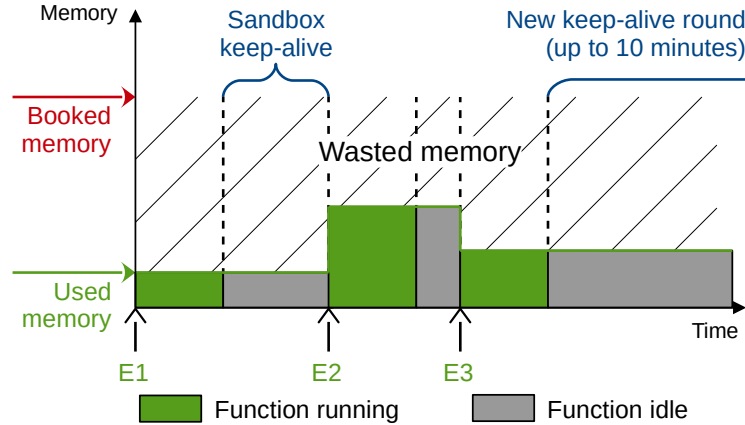 Memory
Sandbox
keep-alive
New keep-alive round
(up to 10 minutes)
Booked
memory
Wasted memory
Used
memory
Time
E1
E2
E3
Function running
Function idle